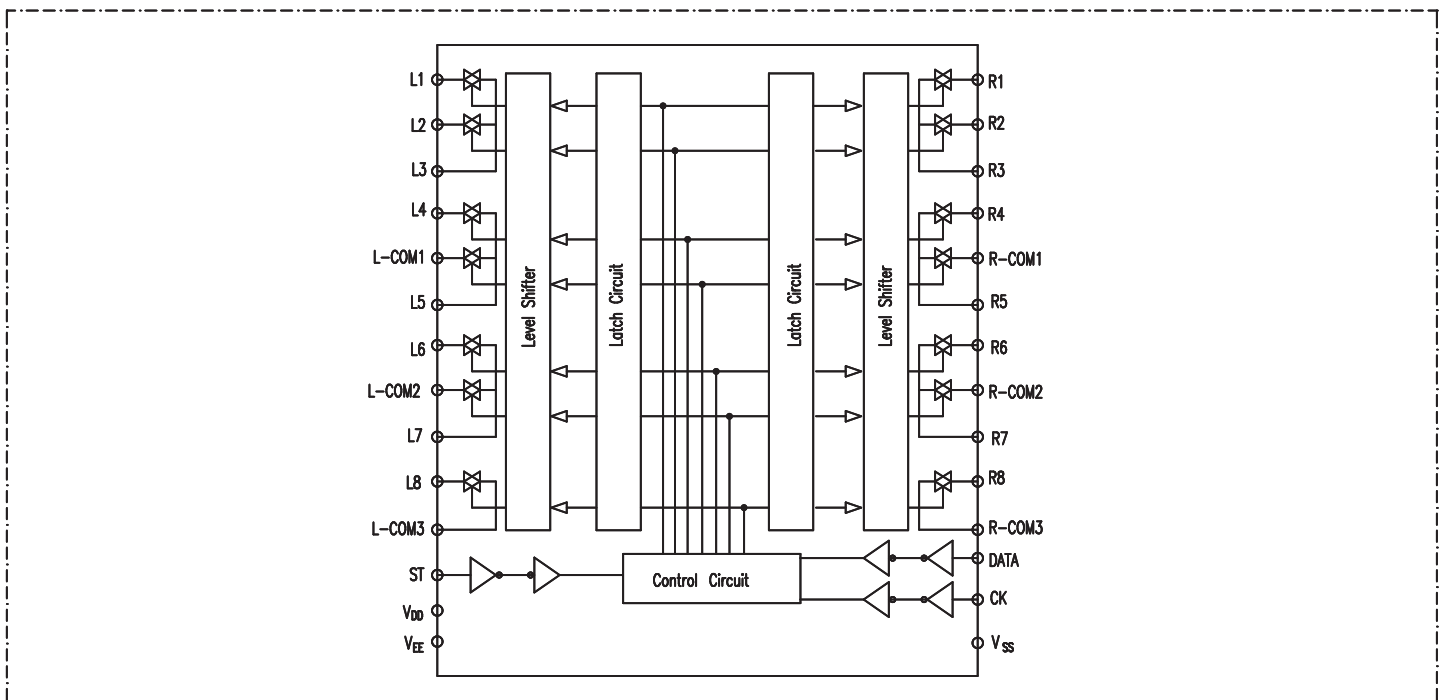 L1
L2
L3
L4
L-COM1
L5
L6
L-COM2
L7
L8
L-COM3
ST
VDD
VEE
Level Shifter
Latch Circuit
Latch Circuit
Level Shifter
Control Circuit
R1
R2
R3
R4
R-COM1
R5
R6
R-COM2
R7
R8
R-COM3
DATA
CK
VSS